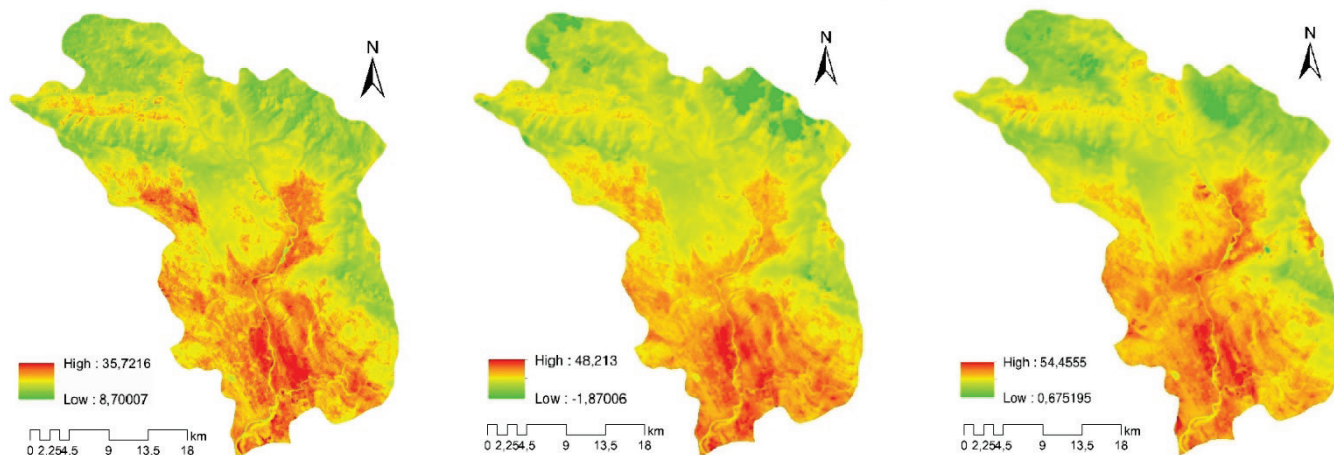 N
High : 35,7216
Low : 8,70007
km
0 2,254,5 9 13,5 18
N
High : 48,213
Low : -1,87006
km
0 2,254,5 9 13,5 18
N
High : 54,4555
Low : 0,675195
km
0 2,254,5 9 13,5 18